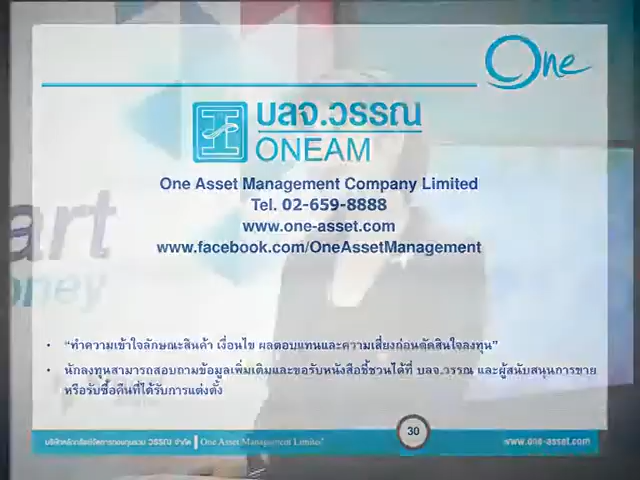 One
บลจ.วรรณ
ONEAM
One Asset Management Company Limited
Tel. 02-659-8888
www.one-asset.com
www.facebook.com/OneAssetManagement
art
oney
• "ทำความเข้าใจลักษณะสินค้า เงื่อนไข ผลตอบแทนและความเสี่ยงก่อนตัดสินใจลงทุน"
• นักลงทุนสามารถสอบถามข้อมูลเพิ่มเติมและขอรับหนังสือชี้ชวนได้ที่ บลจ.วรรณ และผู้สนับสนุนการขาย
หรือรับซื้อคืนที่ได้รับการแต่งตั้ง
30
บริษัทหลักทรัพย์จัดการกองทุนรวม วรรณ จำกัด | One Asset Management Limited
www.one-asset.com